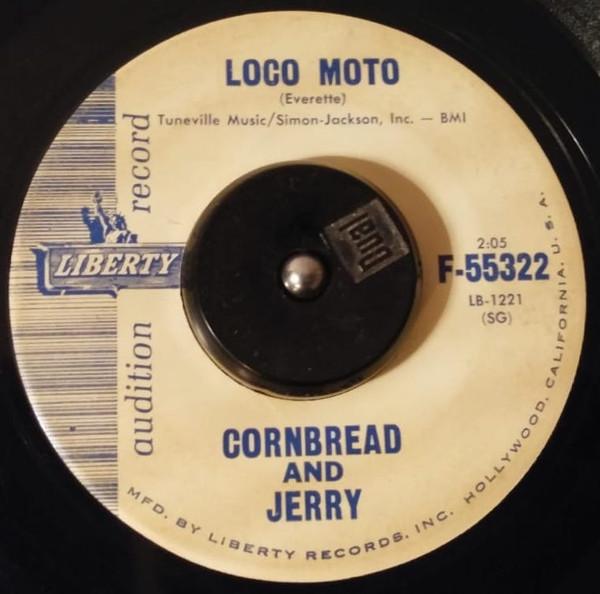 LOCO MOTO
(Everette)
Tuneville Music/Simon-Jackson, Inc. — BMI
audition record
LIBERTY
2:05
F-55322
LB-1221
(SG)
CORNBREAD
AND
JERRY
MFD. BY LIBERTY RECORDS, INC. HOLLYWOOD, CALIFORNIA. U. S. A.